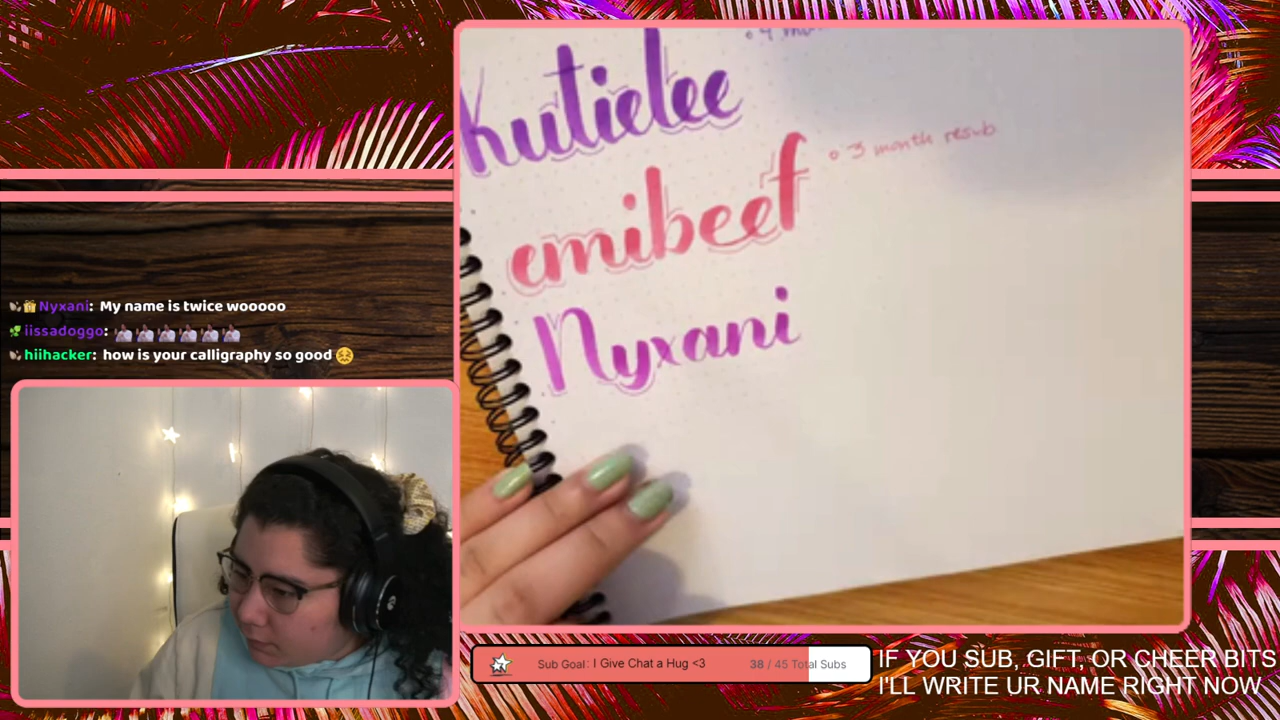 Kutielee
emibeef
3 month resub
Nyxani
Nyxani: My name is twice wooooo
iissadoggo:
hiihacker: how is your calligraphy so good
Sub Goal: I Give Chat a Hug <3
38 / 45 Total Subs
IF YOU SUB, GIFT, OR CHEER BITS
I'LL WRITE UR NAME RIGHT NOW